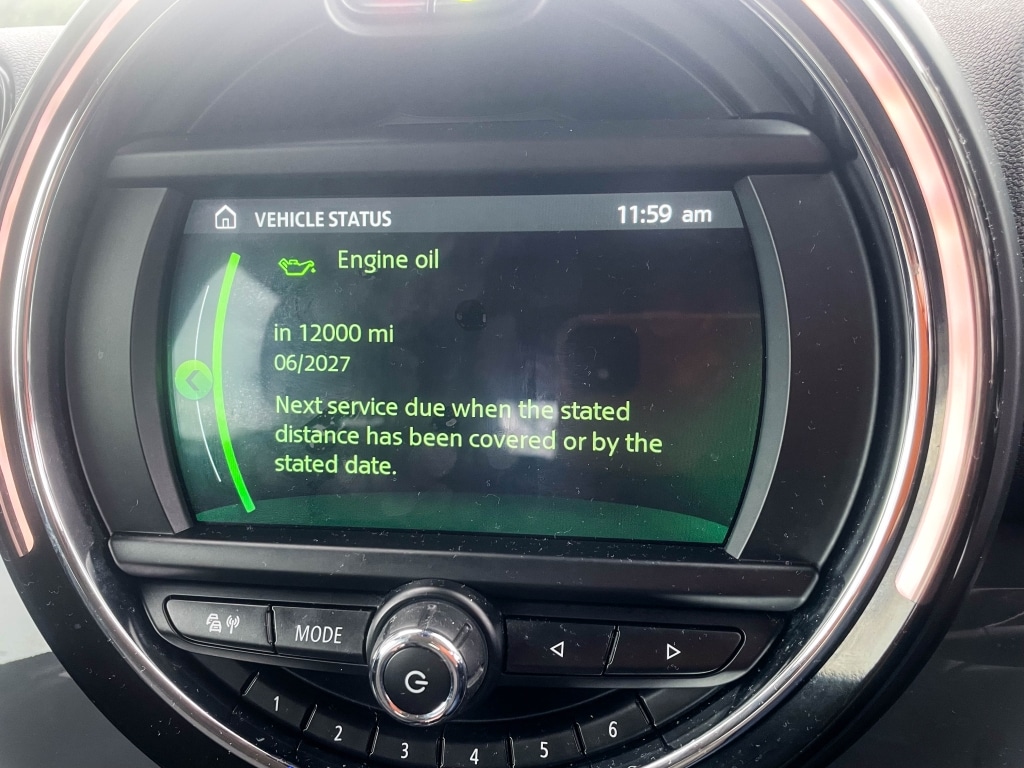 VEHICLE STATUS 11:59 am
Engine oil
in 12000 mi
06/2027
Next service due when the stated
distance has been covered or by the
stated date.
MODE
1 2 3 4 5 6